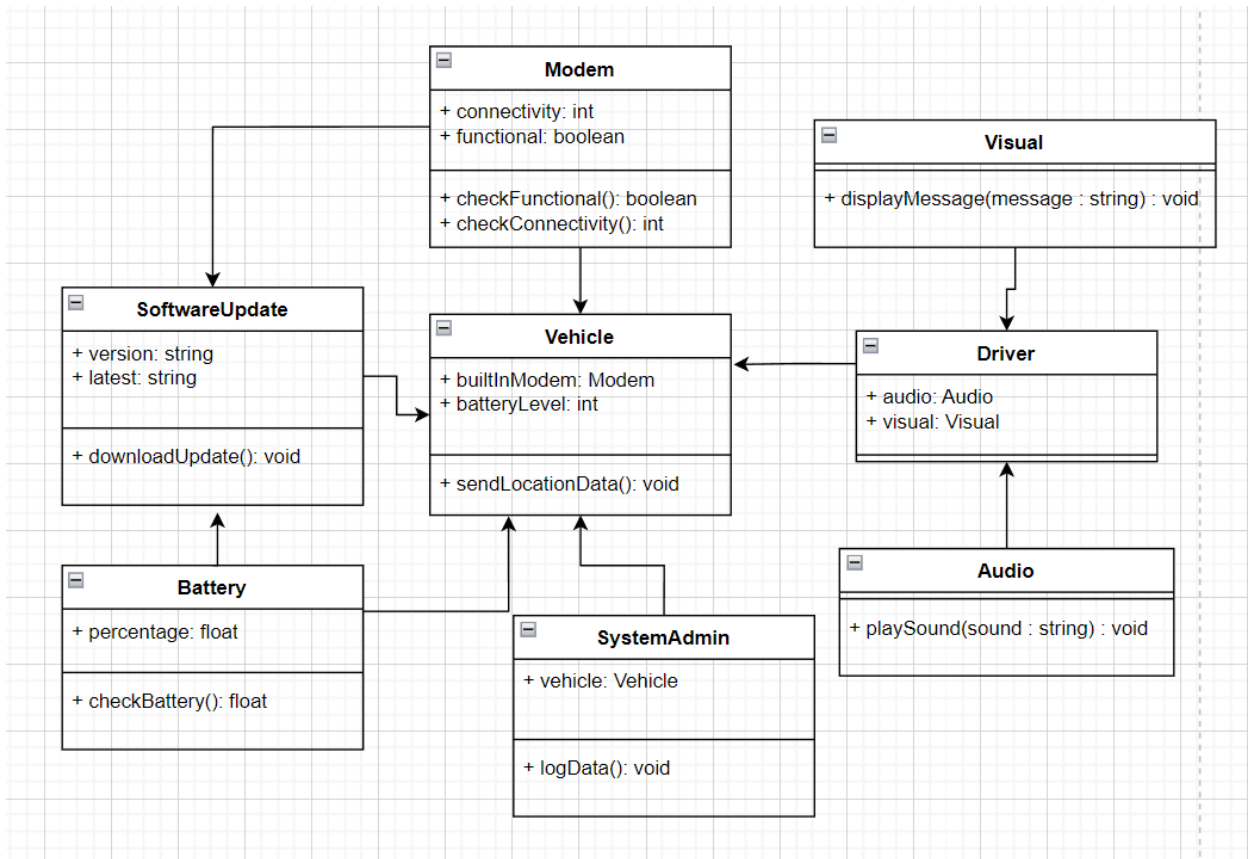 Modem
+ connectivity: int
+ functional: boolean
+ checkFunctional(): boolean
+ checkConnectivity(): int
Visual
+ displayMessage(message : string) : void
SoftwareUpdate
+ version: string
+ latest: string
+ downloadUpdate(): void
Vehicle
+ builtInModem: Modem
+ batteryLevel: int
+ sendLocationData(): void
Driver
+ audio: Audio
+ visual: Visual
Battery
+ percentage: float
+ checkBattery(): float
SystemAdmin
+ vehicle: Vehicle
+ logData(): void
Audio
+ playSound(sound : string) : void